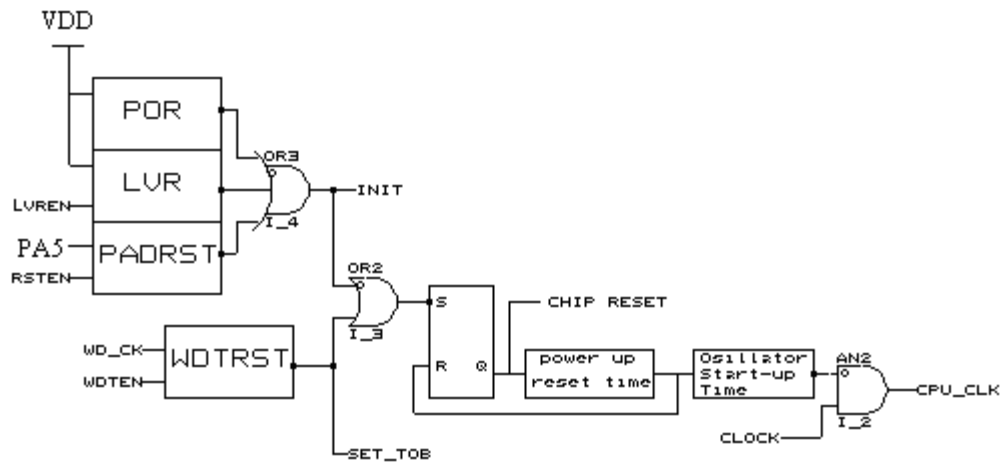 VDD
POR
OR3
LVR
INIT
LVREN
I_4
PA5
PADRST
RSTEN
OR2
S
CHIP RESET
I_3
WD_CK
WDTRST
WDTEN
R
Q
power up
reset time
Osillator
Start-up
Time
AN2
CPU_CLK
I_2
CLOCK
SET_TOB